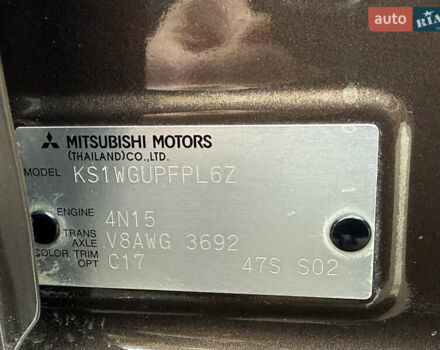 auto RIA
MITSUBISHI MOTORS
(THAILAND)CO.,LTD.
MODEL KS1WGUPFPL6Z
ENGINE 4N15
TRANS AXLE V8AWG 3692
COLOR,TRIM OPT C17 47S S02